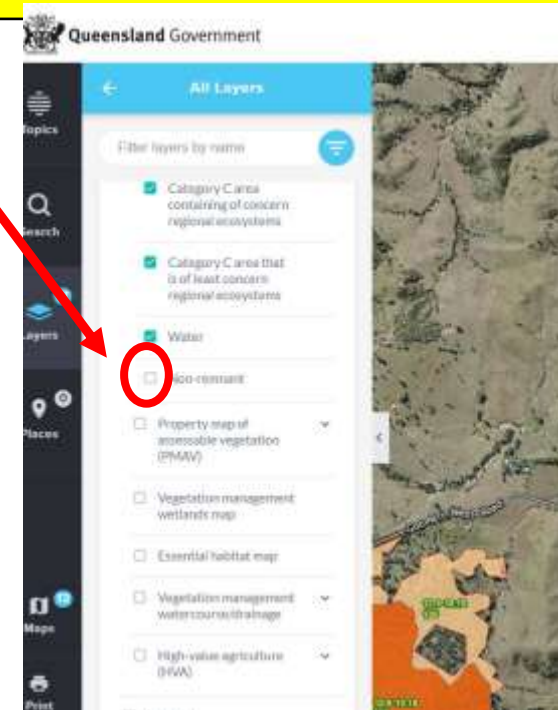 Queensland Government
All Layers
Topics
Filter layers by name
Category C area
containing of concern
regional ecosystems
Search
Category C area that
is of least concern
regional ecosystems
Layers
Water
Non-remnant
Places
Property map of
assessable vegetation
(PMAV)
Vegetation management
wetlands map
Essential habitat map
Vegetation management
watercourse/drainage
Maps
High-value agriculture
(HVA)
Print